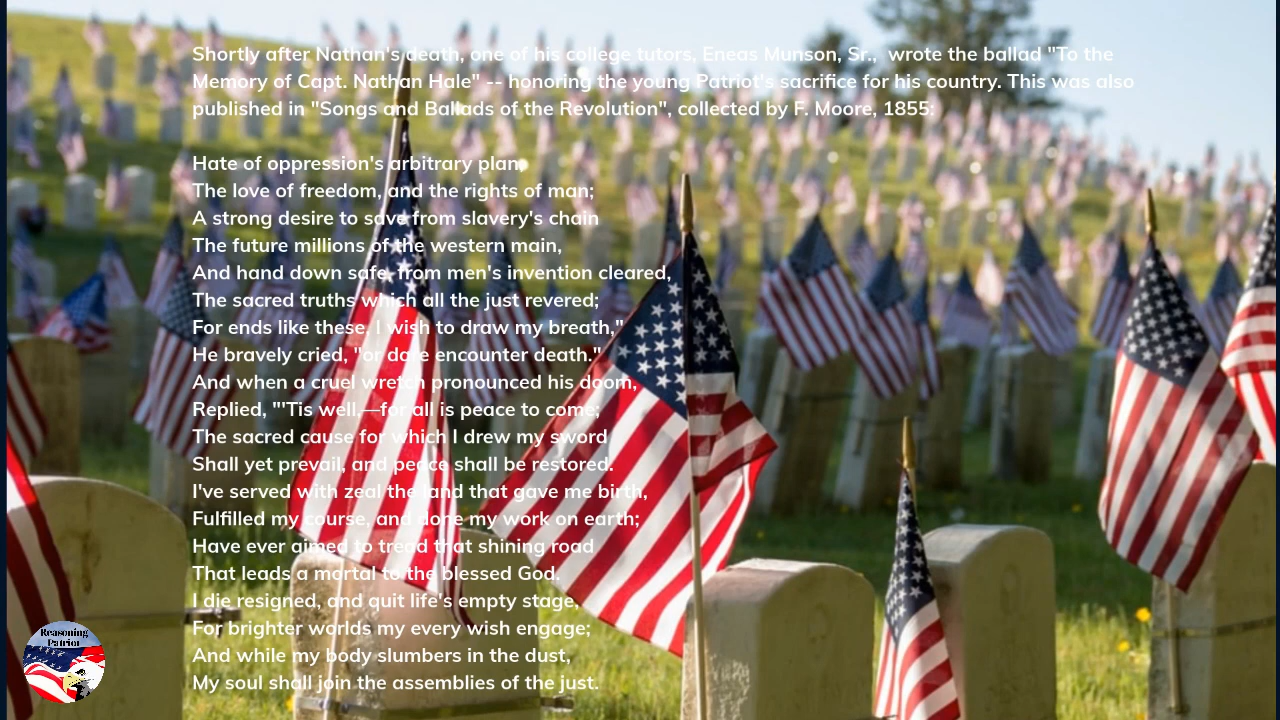 Shortly after Nathan's death, one of his college tutors, Eneas Munson, Sr., wrote the ballad "To the
Memory of Capt. Nathan Hale" -- honoring the young Patriot's sacrifice for his country. This was also
published in "Songs and Ballads of the Revolution", collected by F. Moore, 1855:
Hate of oppression's arbitrary plan,
The love of freedom, and the rights of man;
A strong desire to save from slavery's chain
The future millions of the western main,
And hand down safe, from men's invention cleared,
The sacred truths which all the just revered;
For ends like these, I wish to draw my breath,"
He bravely cried, "or dare encounter death."
And when a cruel wretch pronounced his doom,
Replied, "'Tis well,—for all is peace to come;
The sacred cause for which I drew my sword
Shall yet prevail, and peace shall be restored.
I've served with zeal the land that gave me birth,
Fulfilled my course, and done my work on earth;
Have ever aimed to tread that shining road
That leads a mortal to the blessed God.
I die resigned, and quit life's empty stage,
For brighter worlds my every wish engage;
And while my body slumbers in the dust,
My soul shall join the assemblies of the just.
Reasoning
Patriot